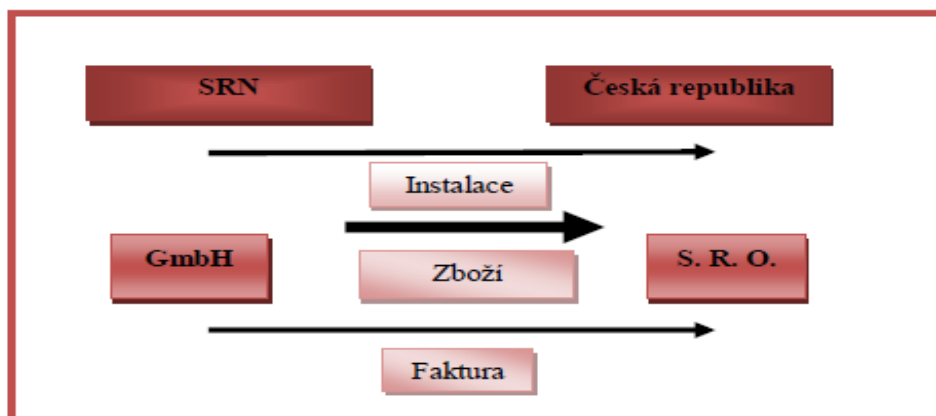 SRN
Česká republika
Instalace
GmbH
Zboží
S. R. O.
Faktura